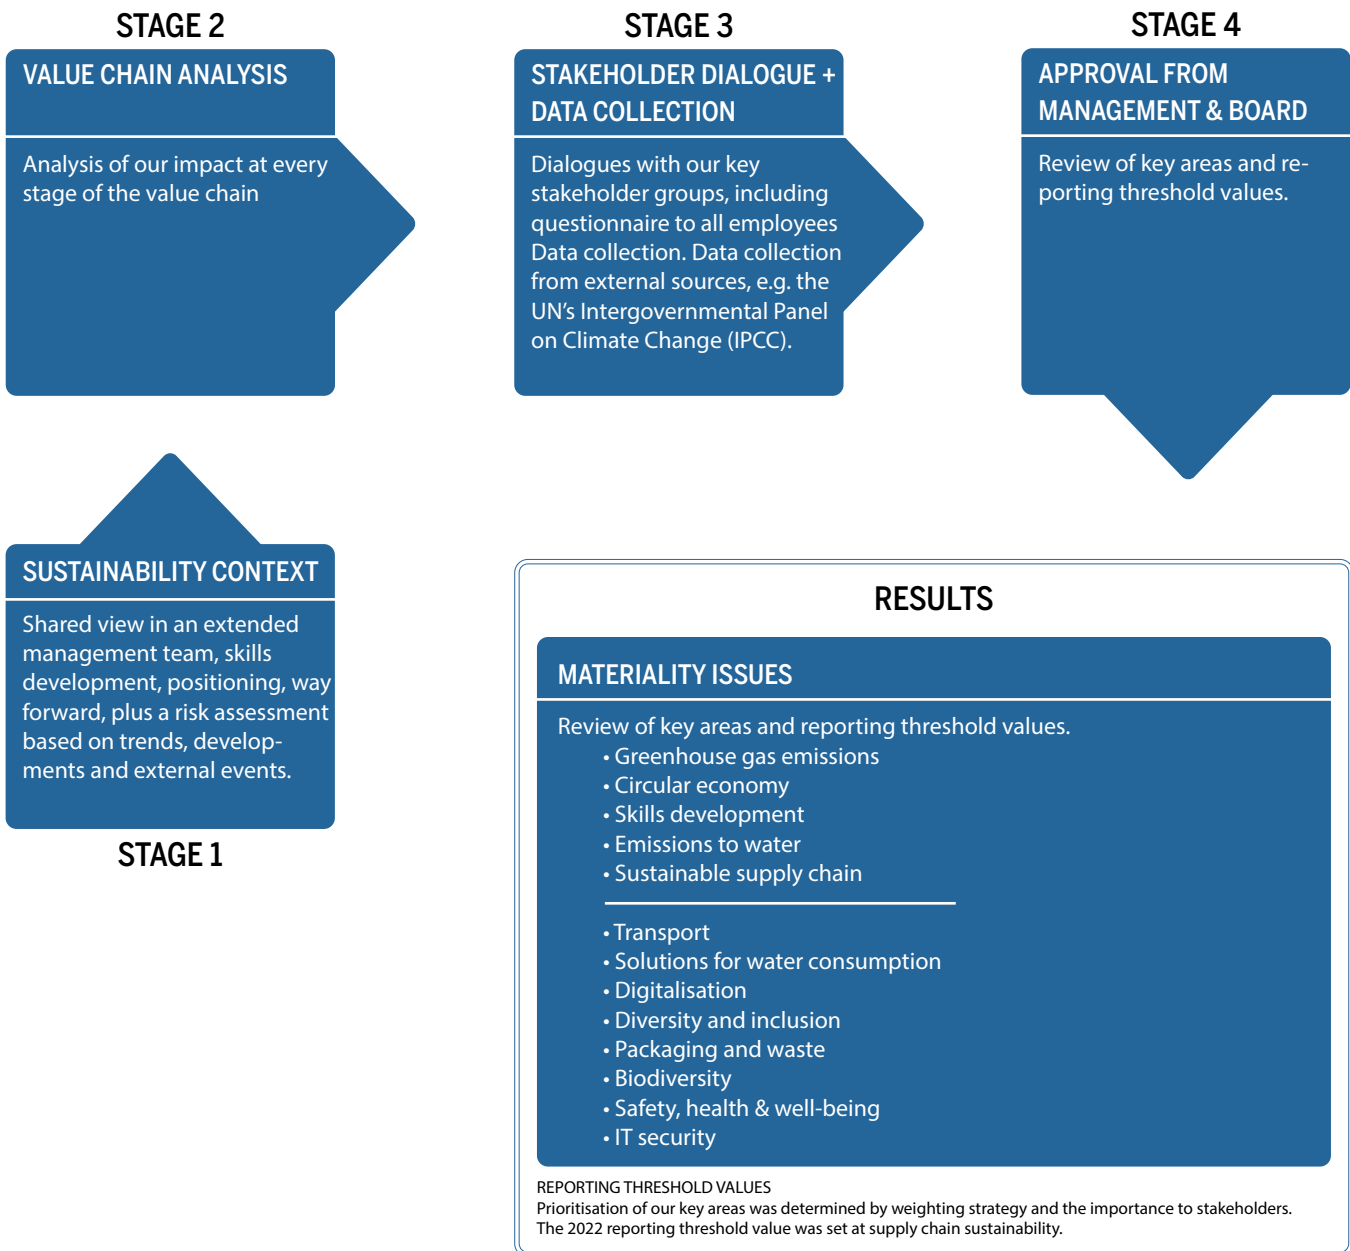 STAGE 2
VALUE CHAIN ANALYSIS
Analysis of our impact at every
stage of the value chain
STAGE 3
STAKEHOLDER DIALOGUE +
DATA COLLECTION
Dialogues with our key
stakeholder groups, including
questionnaire to all employees
Data collection. Data collection
from external sources, e.g. the
UN's Intergovernmental Panel
on Climate Change (IPCC).
STAGE 4
APPROVAL FROM
MANAGEMENT & BOARD
Review of key areas and re-
porting threshold values.
SUSTAINABILITY CONTEXT
Shared view in an extended
management team, skills
development, positioning, way
forward, plus a risk assessment
based on trends, develop-
ments and external events.
STAGE 1
RESULTS
MATERIALITY ISSUES
Review of key areas and reporting threshold values.
• Greenhouse gas emissions
• Circular economy
• Skills development
• Emissions to water
• Sustainable supply chain
• Transport
• Solutions for water consumption
• Digitalisation
• Diversity and inclusion
• Packaging and waste
• Biodiversity
• Safety, health & well-being
• IT security
REPORTING THRESHOLD VALUES
Prioritisation of our key areas was determined by weighting strategy and the importance to stakeholders.
The 2022 reporting threshold value was set at supply chain sustainability.